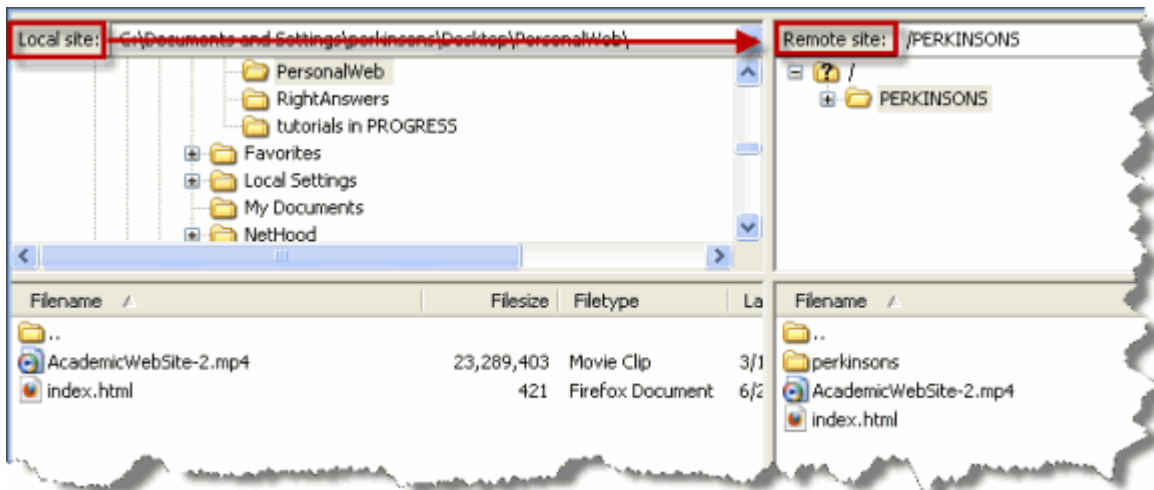 Local site: C:\Documents and Settings\perkinsons\Desktop\PersonalWeb\
PersonalWeb
RightAnswers
tutorials in PROGRESS
Favorites
Local Settings
My Documents
NetHood
Remote site: /PERKINSONS
/
PERKINSONS
Filename Filesize Filetype La
..
AcademicWebSite-2.mp4 23,289,403 Movie Clip 3/1
index.html 421 Firefox Document 6/2
Filename
..
perkinsons
AcademicWebSite-2.mp4
index.html